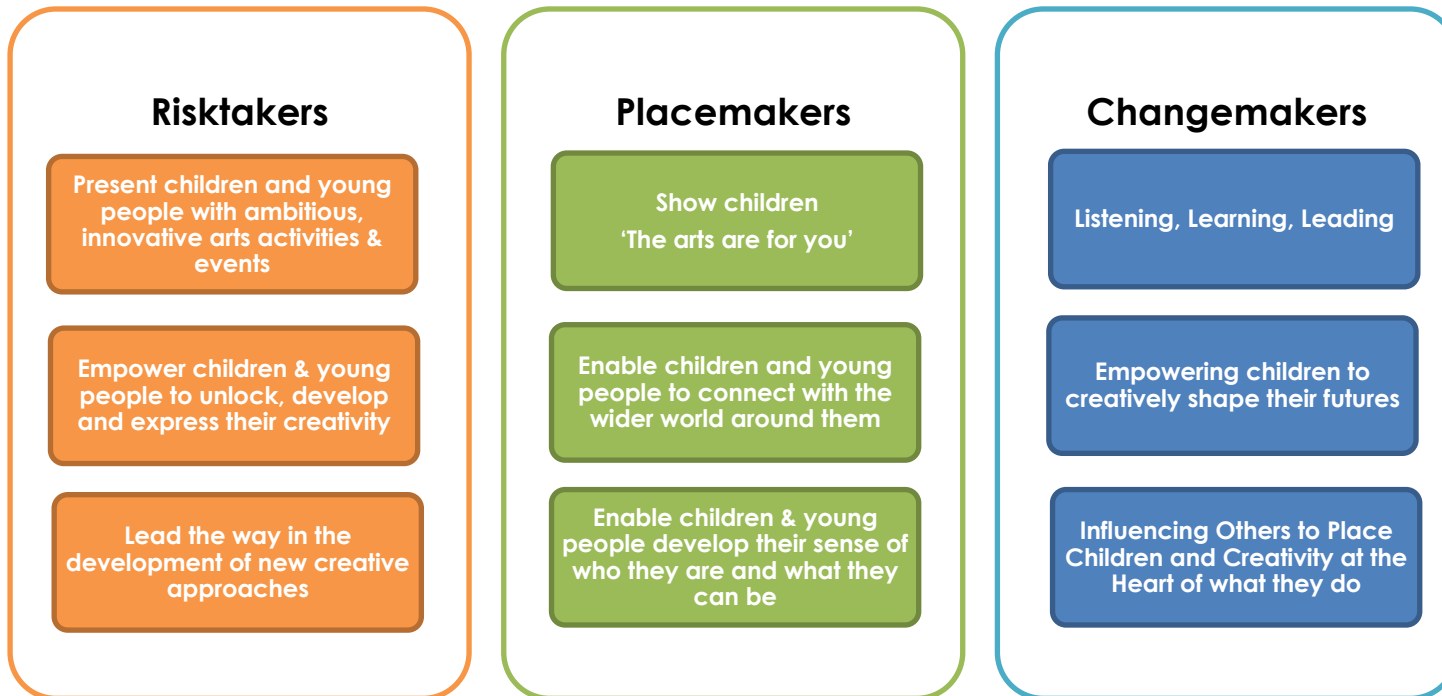 Risktakers
Present children and young
people with ambitious,
innovative arts activities &
events
Empower children & young
people to unlock, develop
and express their creativity
Lead the way in the
development of new creative
approaches
Placemakers
Show children
‘The arts are for you’
Enable children and young
people to connect with the
wider world around them
Enable children & young
people develop their sense of
who they are and what they
can be
Changemakers
Listening, Learning, Leading
Empowering children to
creatively shape their futures
Influencing Others to Place
Children and Creativity at the
Heart of what they do